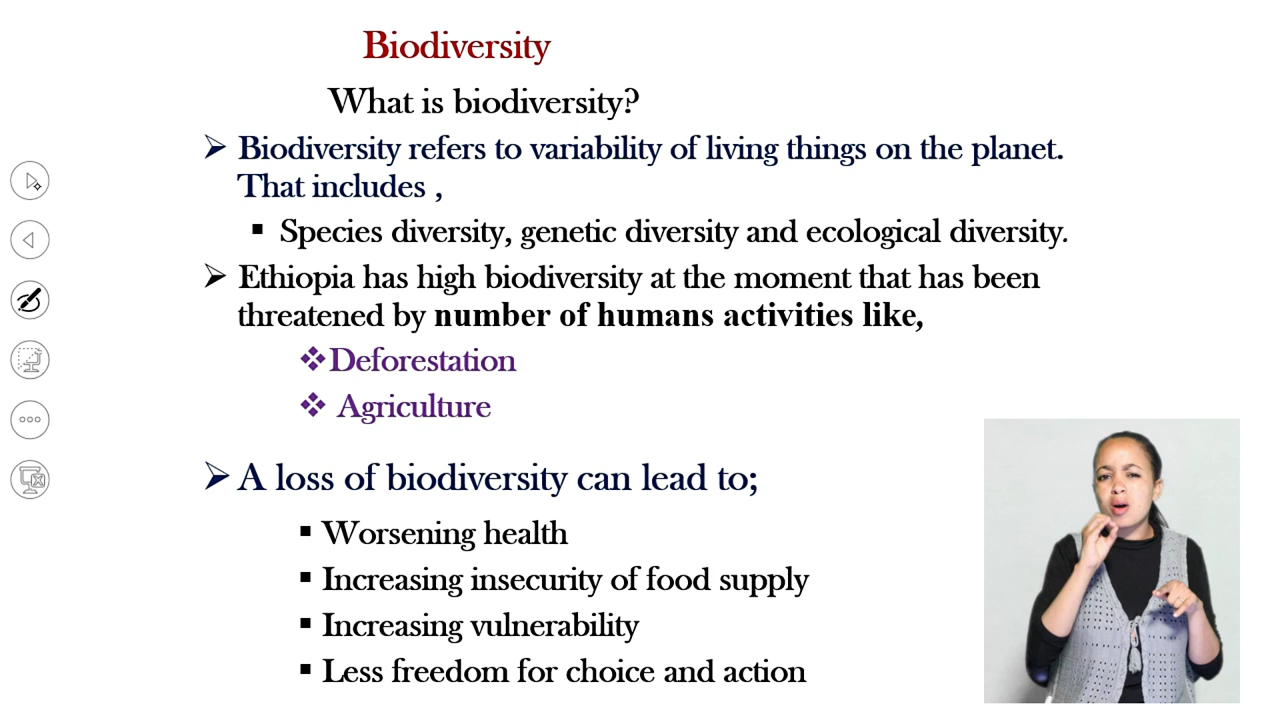 Biodiversity
What is biodiversity?
➢ Biodiversity refers to variability of living things on the planet.
That includes ,
▪ Species diversity, genetic diversity and ecological diversity.
➢ Ethiopia has high biodiversity at the moment that has been
threatened by number of humans activities like,
❖Deforestation
❖ Agriculture
➢ A loss of biodiversity can lead to;
▪ Worsening health
▪ Increasing insecurity of food supply
▪ Increasing vulnerability
▪ Less freedom for choice and action